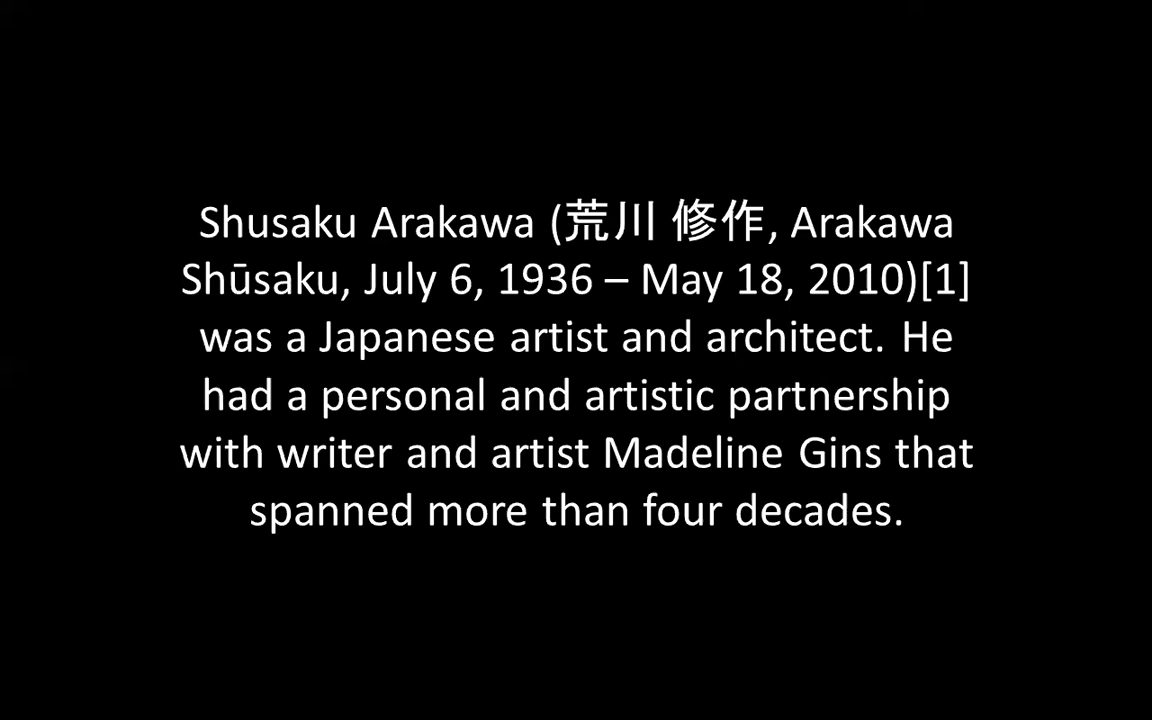 Shusaku Arakawa (荒川 修作, Arakawa
Shūsaku, July 6, 1936 – May 18, 2010)[1]
was a Japanese artist and architect. He
had a personal and artistic partnership
with writer and artist Madeline Gins that
spanned more than four decades.